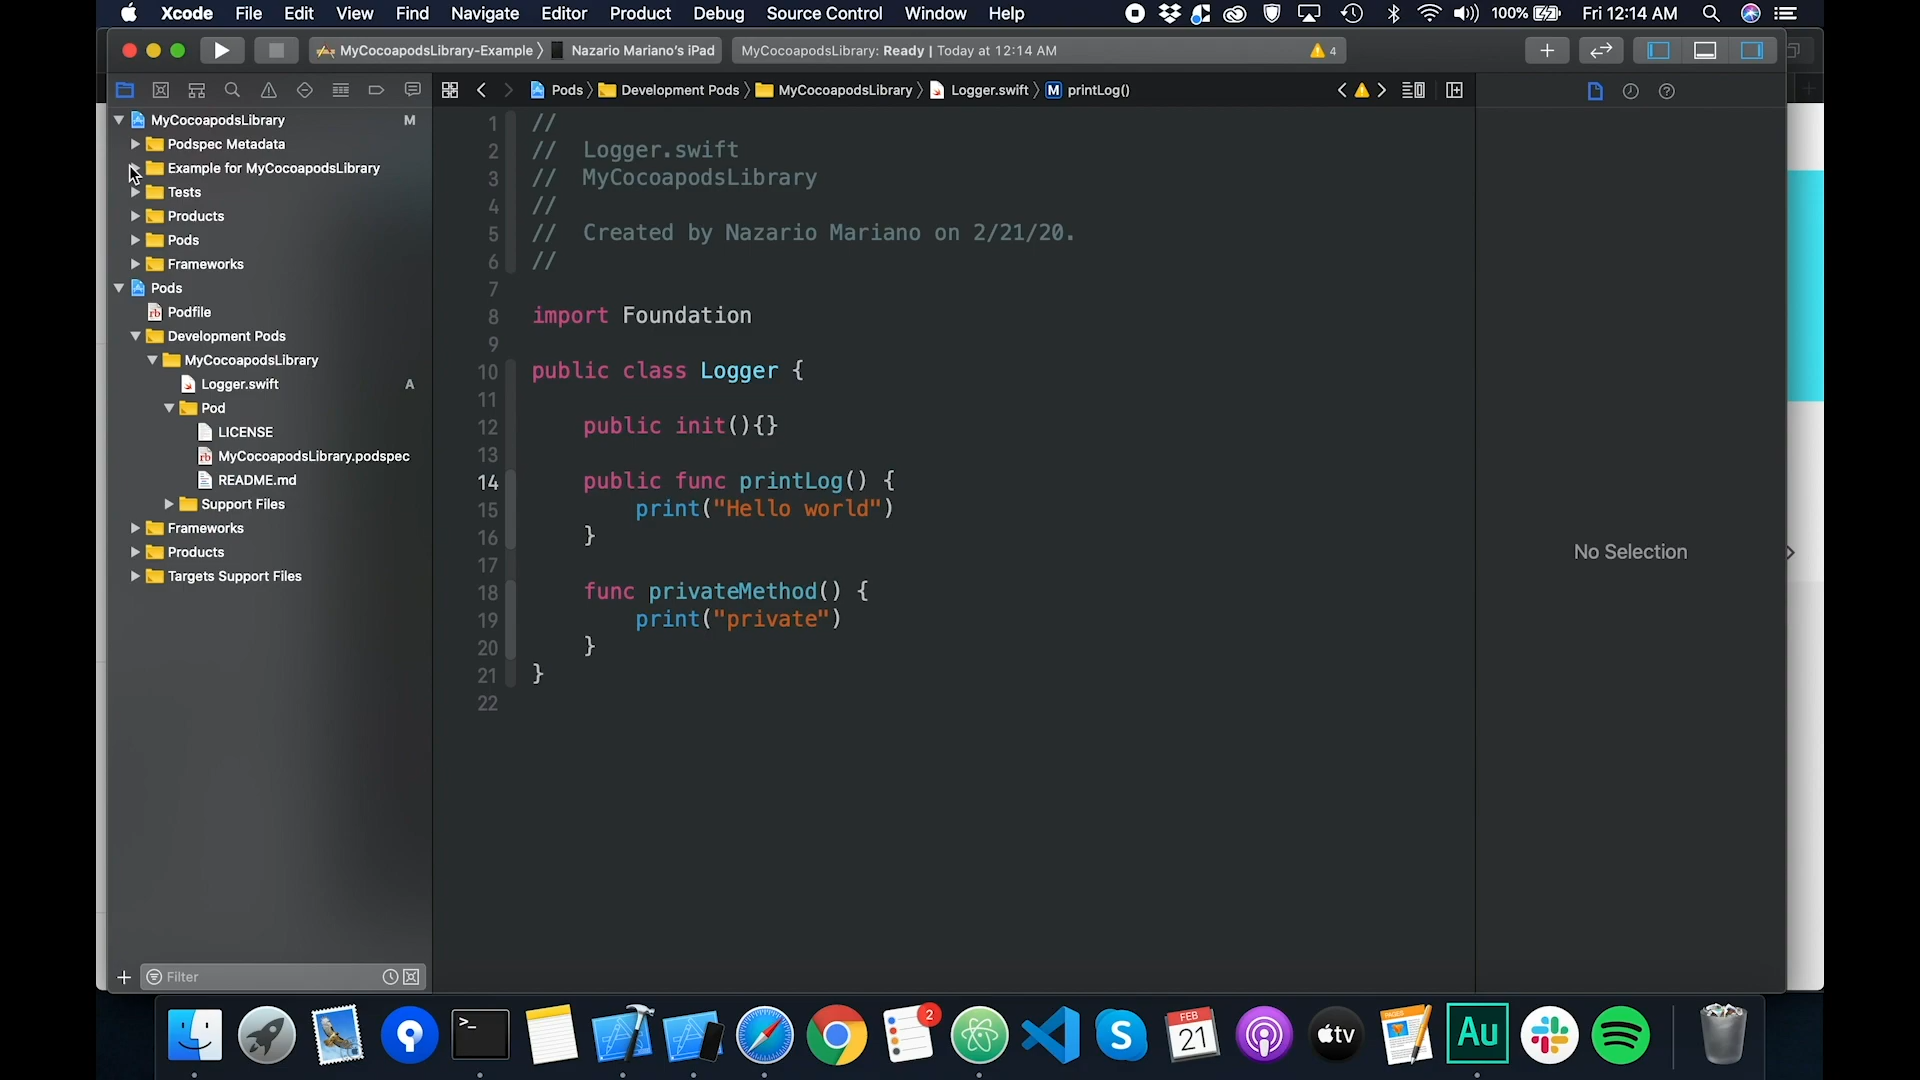 Xcode File Edit View Find Navigate Editor Product Debug Source Control Window Help 100% Fri 12:14 AM
MyCocoapodsLibrary-Example 〉 Nazario Mariano's iPad MyCocoapodsLibrary: Ready | Today at 12:14 AM 4
Pods 〉 Development Pods 〉 MyCocoapodsLibrary 〉 Logger.swift 〉 M printLog()
MyCocoapodsLibrary M
Podspec Metadata
Example for MyCocoapodsLibrary
Tests
Products
Pods
Frameworks
Pods
rb Podfile
Development Pods
MyCocoapodsLibrary
Logger.swift A
Pod
LICENSE
rb MyCocoapodsLibrary.podspec
README.md
Support Files
Frameworks
Products
Targets Support Files
Filter
1 //
2 // Logger.swift
3 // MyCocoapodsLibrary
4 //
5 // Created by Nazario Mariano on 2/21/20.
6 //
7
8 import Foundation
9
10 public class Logger {
11
12 public init(){}
13
14 public func printLog() {
15 print("Hello world")
16 }
17
18 func privateMethod() {
19 print("private")
20 }
21 }
22
No Selection
2
FEB
21
tv
PAGES
Au